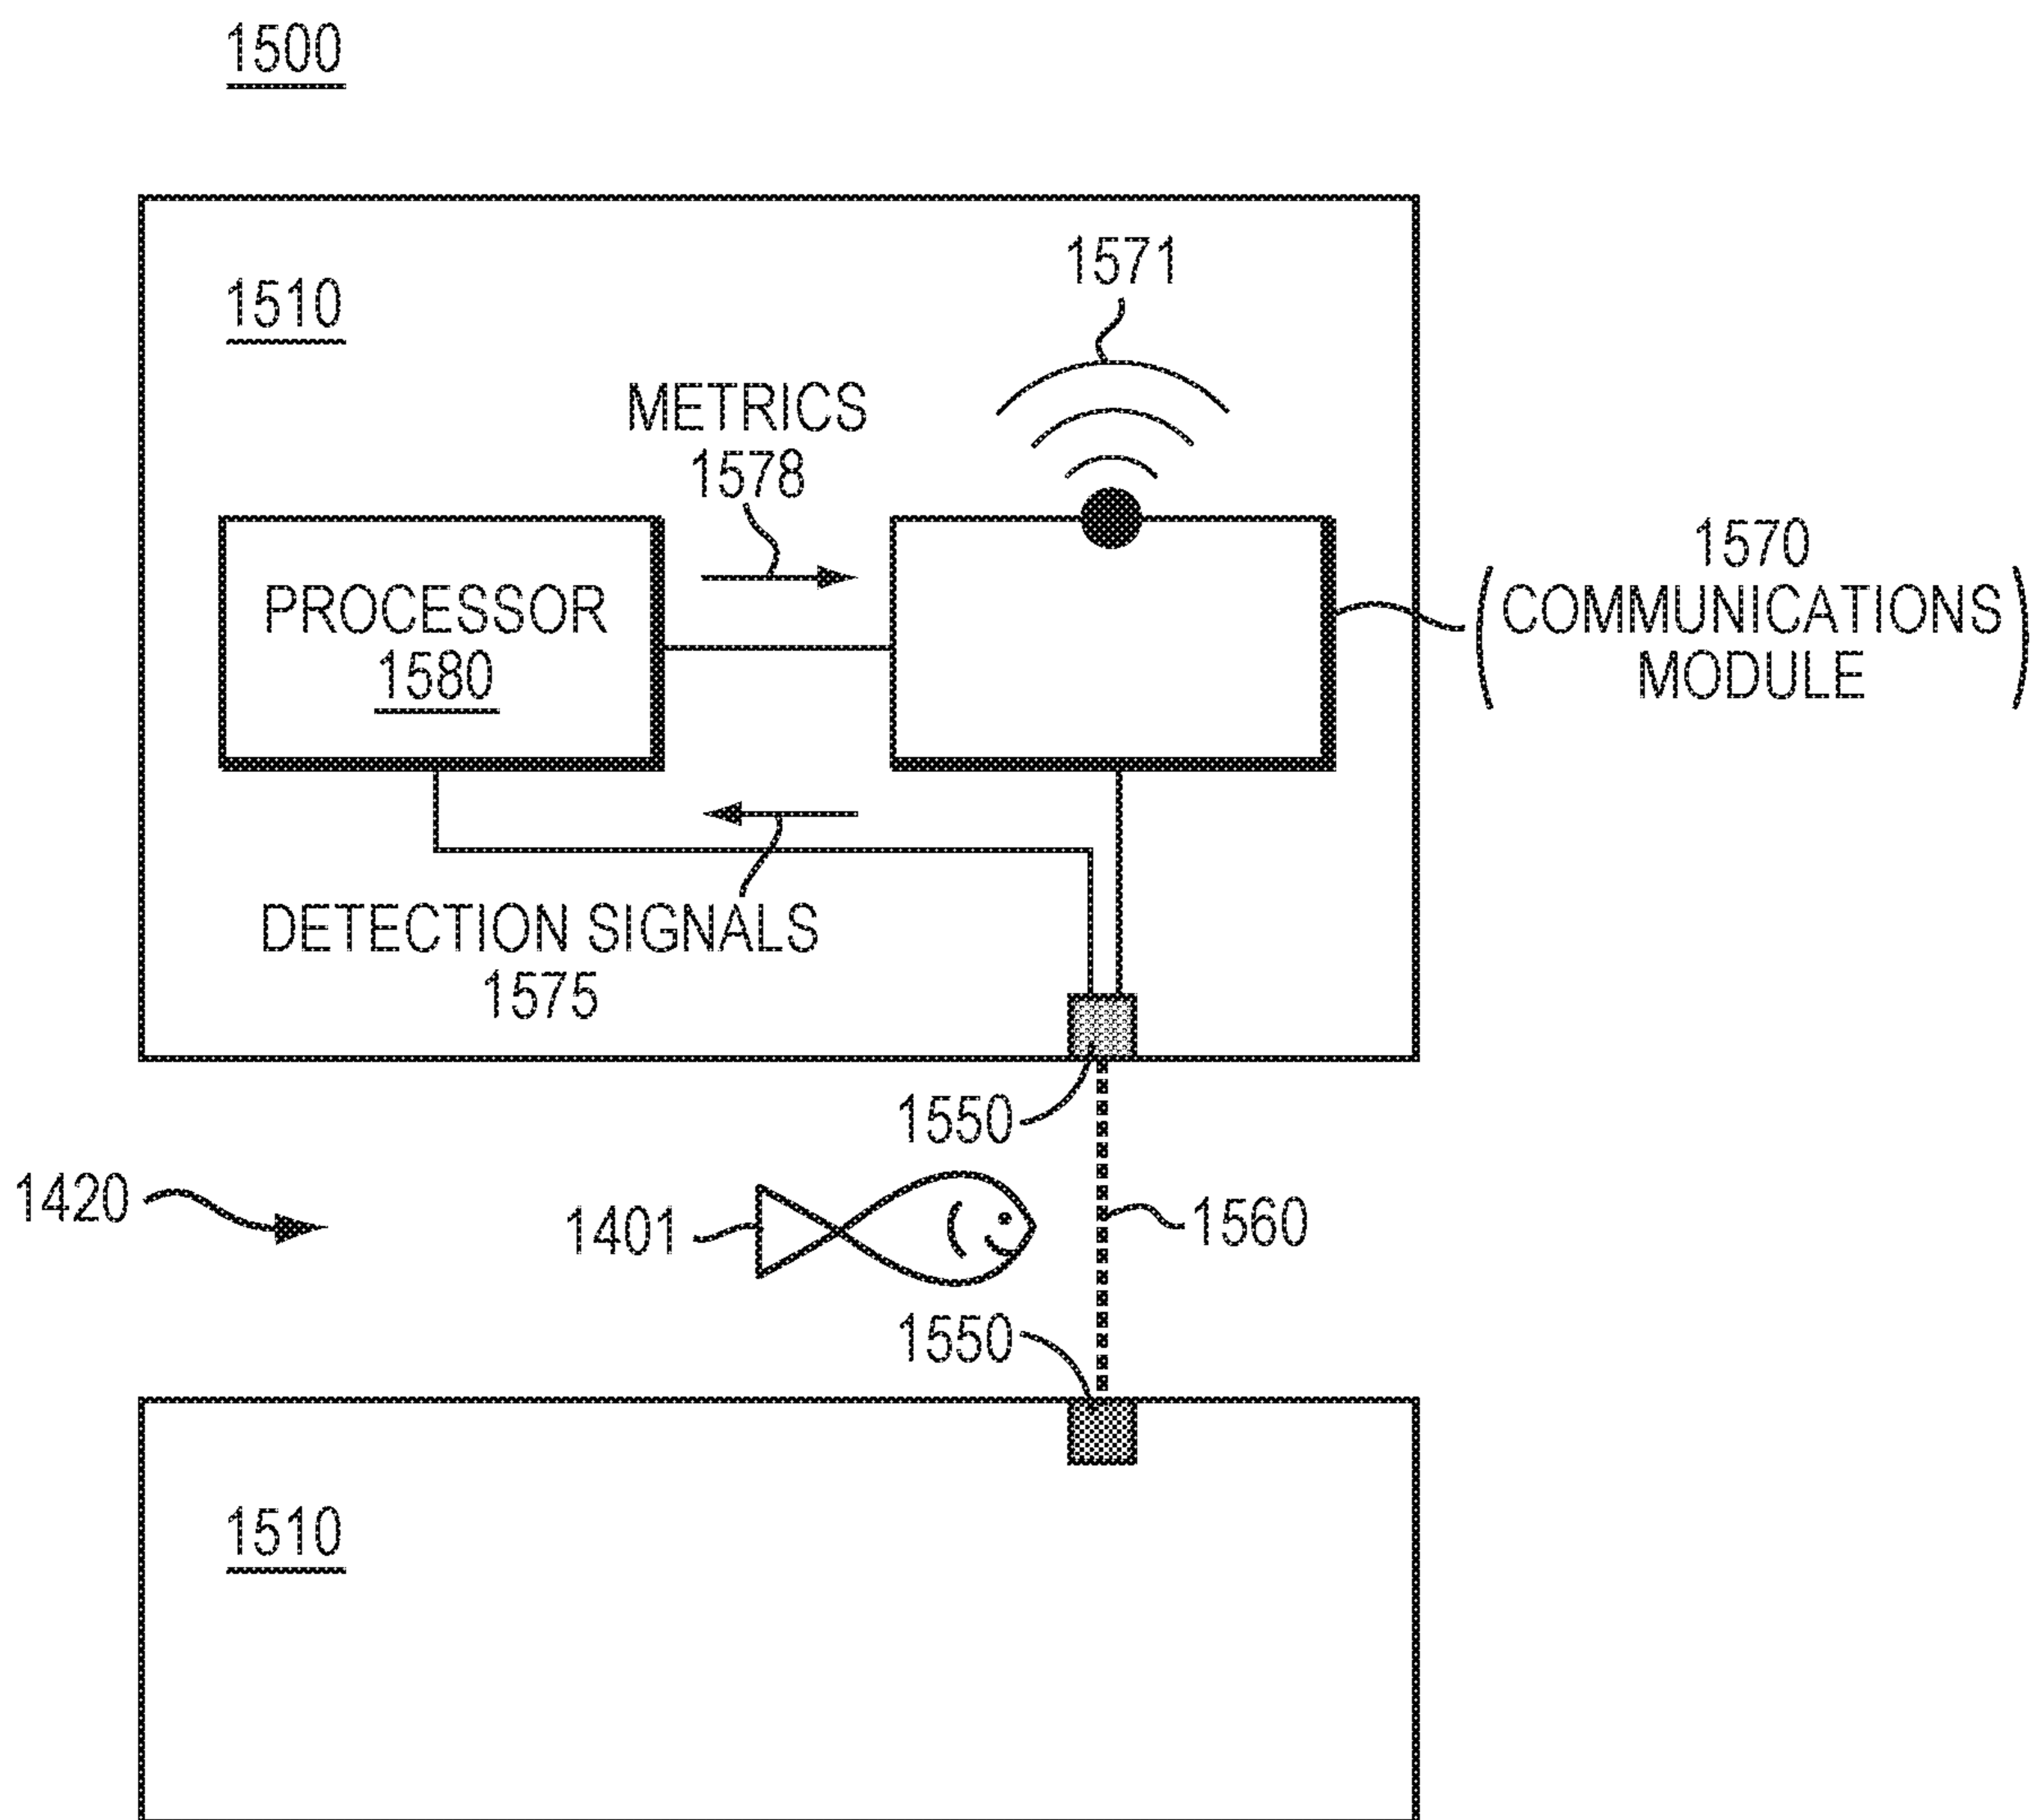 1500
1510
1571
METRICS
1578
PROCESSOR
1580
1570
(COMMUNICATIONS)
MODULE
DETECTION SIGNALS
1575
1550
1420
1401
1560
1550
1510